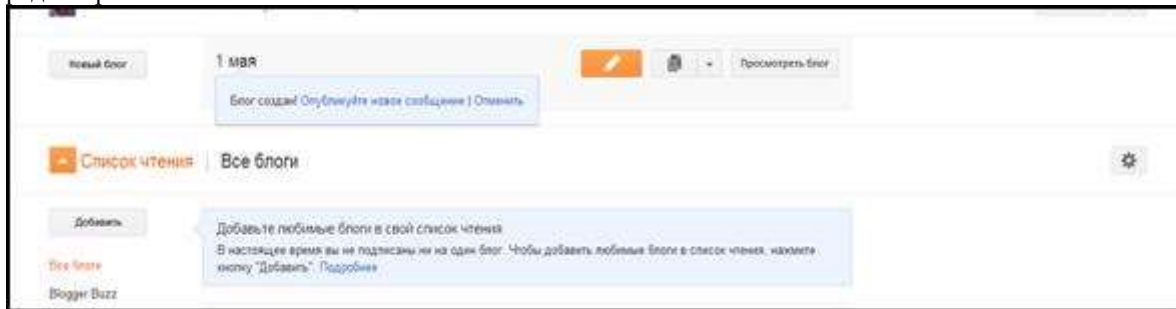 Новый блог
1 мая
Просмотреть блог
Блог создан! Опубликуйте новое сообщение | Отменить
Список чтения | Все блоги
Добавить
Добавьте любимые блоги в свой список чтения
В настоящее время вы не подписаны ни на один блог. Чтобы добавить любимые блоги в список чтения, нажмите
кнопку "Добавить". Подробнее
Все блоги
Blogger Buzz